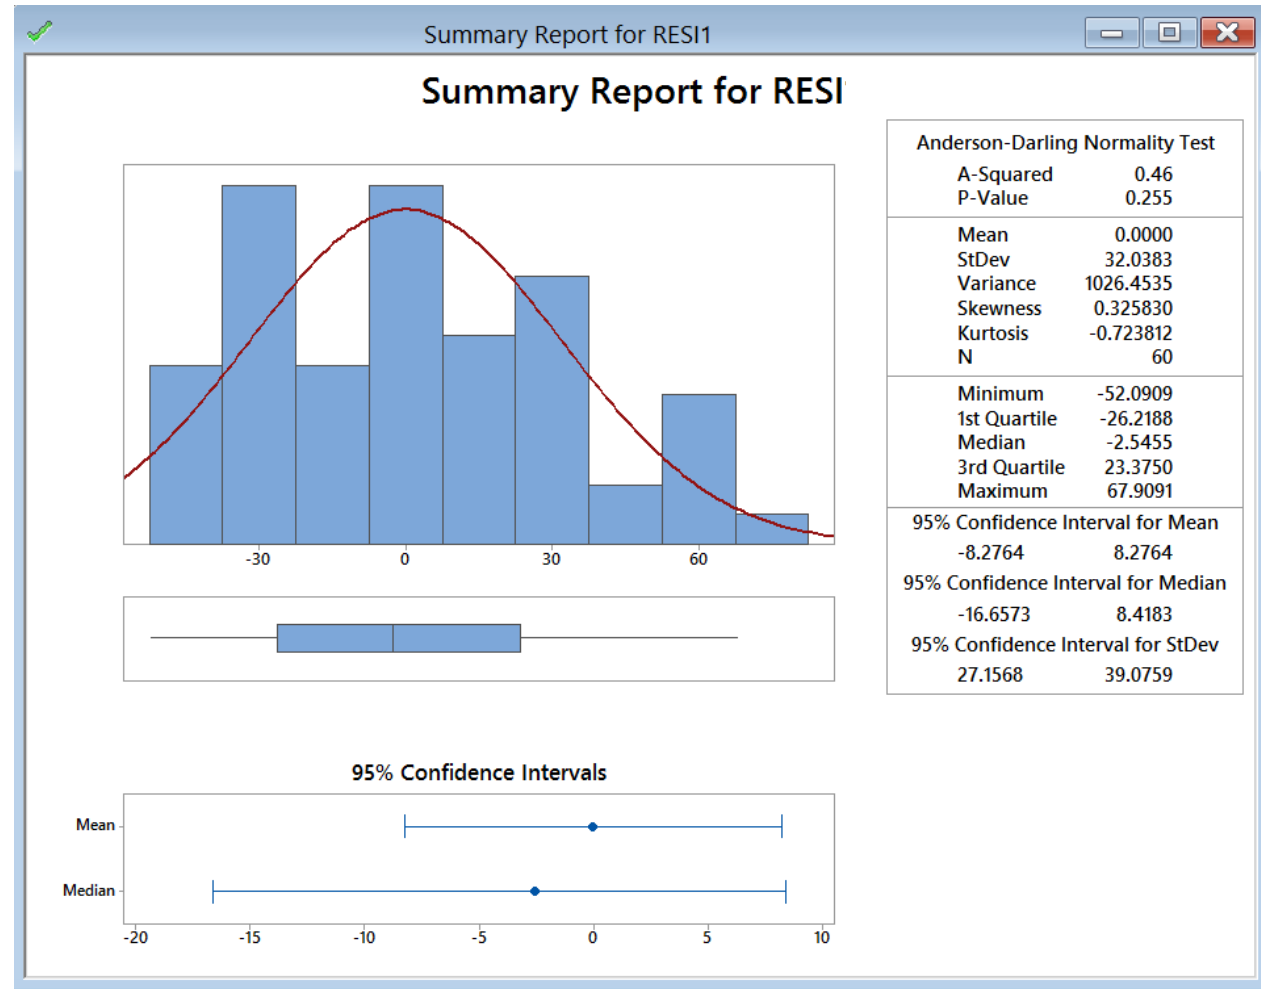 Summary Report for RESI1
Summary Report for RESI
-30 0 30 60
95% Confidence Intervals
Mean
Median
-20 -15 -10 -5 0 5 10
Anderson-Darling Normality Test
A-Squared 0.46
P-Value 0.255
Mean 0.0000
StDev 32.0383
Variance 1026.4535
Skewness 0.325830
Kurtosis -0.723812
N 60
Minimum -52.0909
1st Quartile -26.2188
Median -2.5455
3rd Quartile 23.3750
Maximum 67.9091
95% Confidence Interval for Mean
-8.2764 8.2764
95% Confidence Interval for Median
-16.6573 8.4183
95% Confidence Interval for StDev
27.1568 39.0759